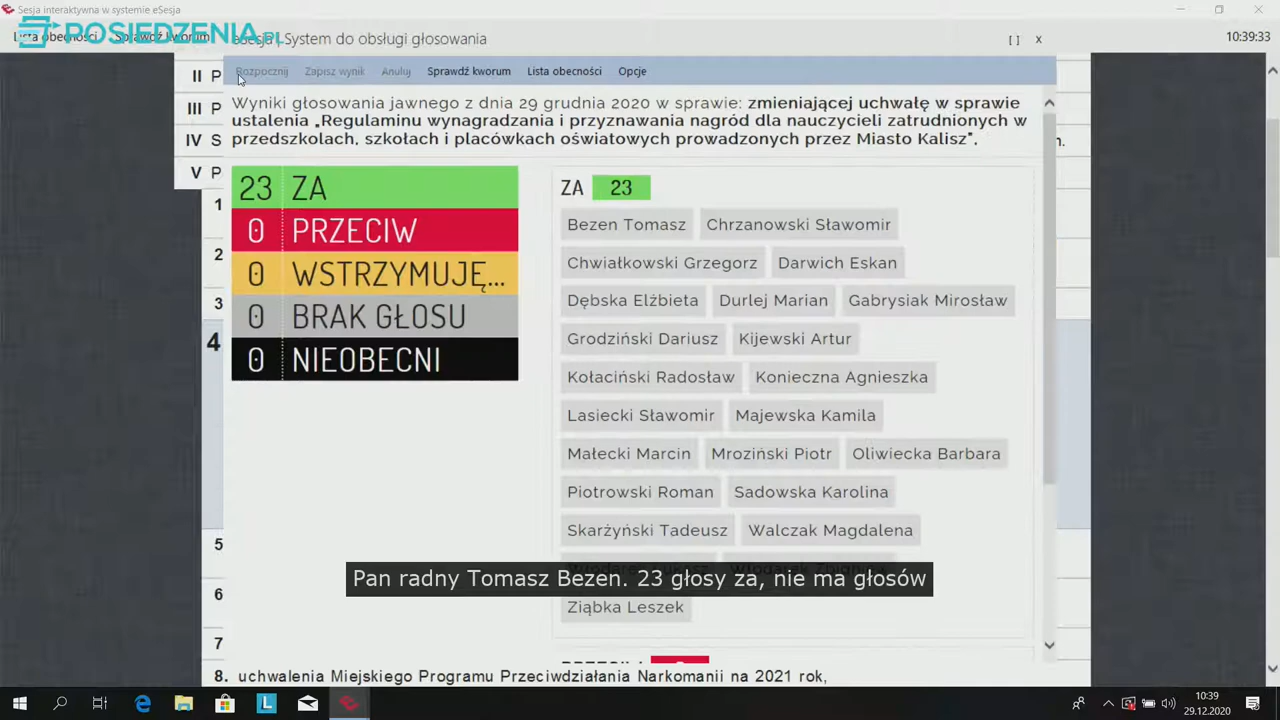 Sesja interaktywna w systemie eSesja
POSIEDZENIA.PL
Lista obecności Sprawdź kworum
eSesja | System do obsługi głosowania
[ ] x
10:39:33
Rozpocznij Zapisz wynik Anuluj Sprawdź kworum Lista obecności Opcje
II P
III P
IV S
V P
1
2
3
4
5
6
7
Wyniki głosowania jawnego z dnia 29 grudnia 2020 w sprawie: zmieniającej uchwałę w sprawie
ustalenia „Regulaminu wynagradzania i przyznawania nagród dla nauczycieli zatrudnionych w
przedszkolach, szkołach i placówkach oświatowych prowadzonych przez Miasto Kalisz”,
23 ZA
0 PRZECIW
0 WSTRZYMUJĘ...
0 BRAK GŁOSU
0 NIEOBECNI
ZA 23
Bezen Tomasz Chrzanowski Sławomir
Chwiałkowski Grzegorz Darwich Eskan
Dębska Elżbieta Durlej Marian Gabrysiak Mirosław
Grodziński Dariusz Kijewski Artur
Kołaciński Radosław Konieczna Agnieszka
Lasiecki Sławomir Majewska Kamila
Małecki Marcin Mroziński Piotr Oliwiecka Barbara
Piotrowski Roman Sadowska Karolina
Skarżyński Tadeusz Walczak Magdalena
Pan radny Tomasz Bezen. 23 głosy za, nie ma głosów
Ziąbka Leszek
8. uchwalenia Miejskiego Programu Przeciwdziałania Narkomanii na 2021 rok,
10:39
29.12.2020